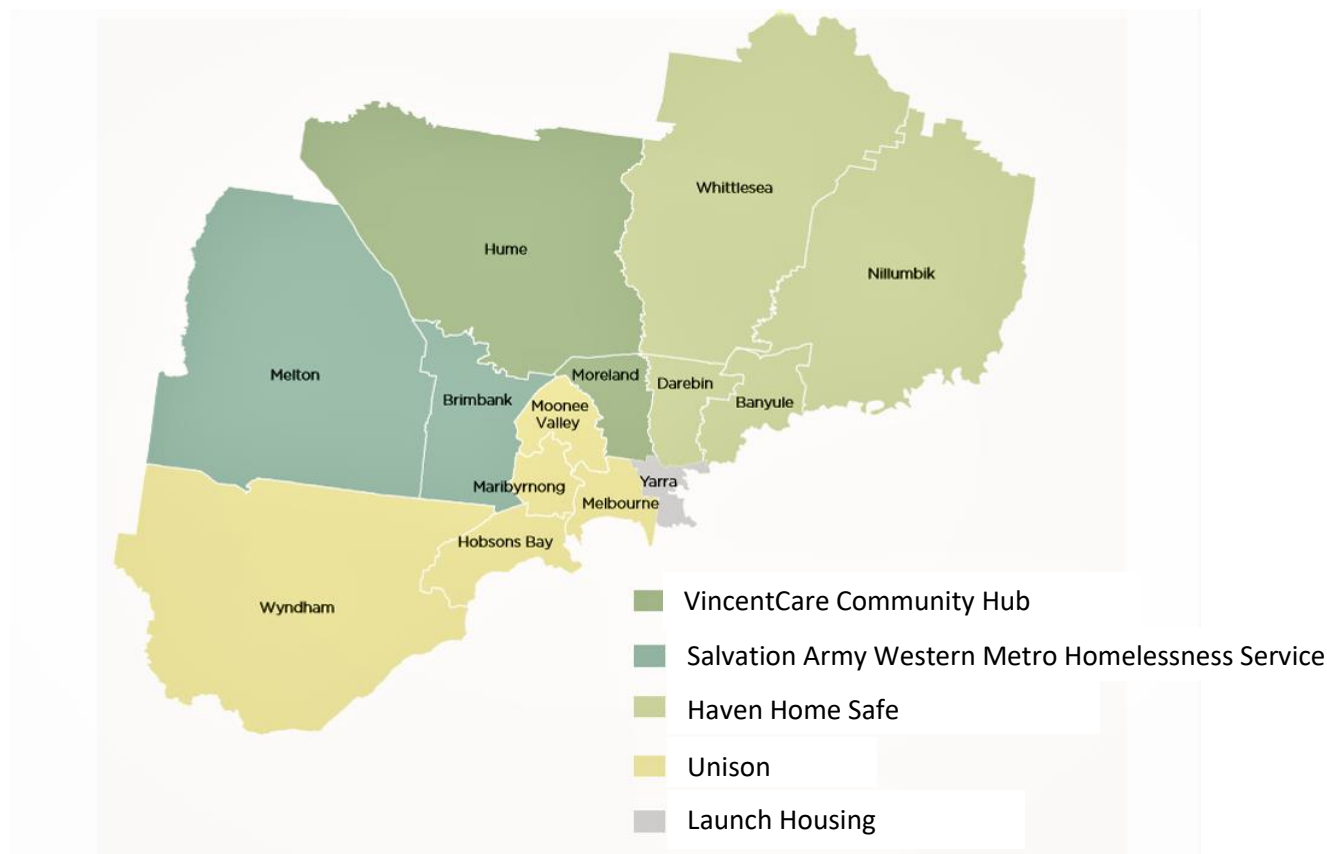 Whittlesea
Hume
Nillumbik
Melton
Moreland
Darebin
Brimbank
Moonee
Valley
Banyule
Maribyrnong
Yarra
Melbourne
Hobsons Bay
Wyndham
VincentCare Community Hub
Salvation Army Western Metro Homelessness Service
Haven Home Safe
Unison
Launch Housing